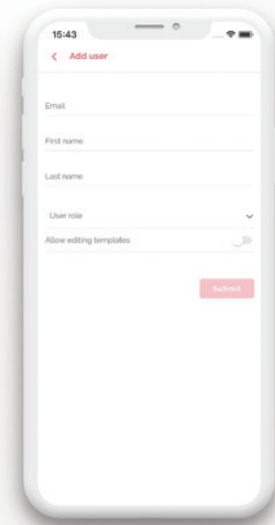 15:43
Add user
Email
First name
Last name
User role
Allow editing templates
Submit